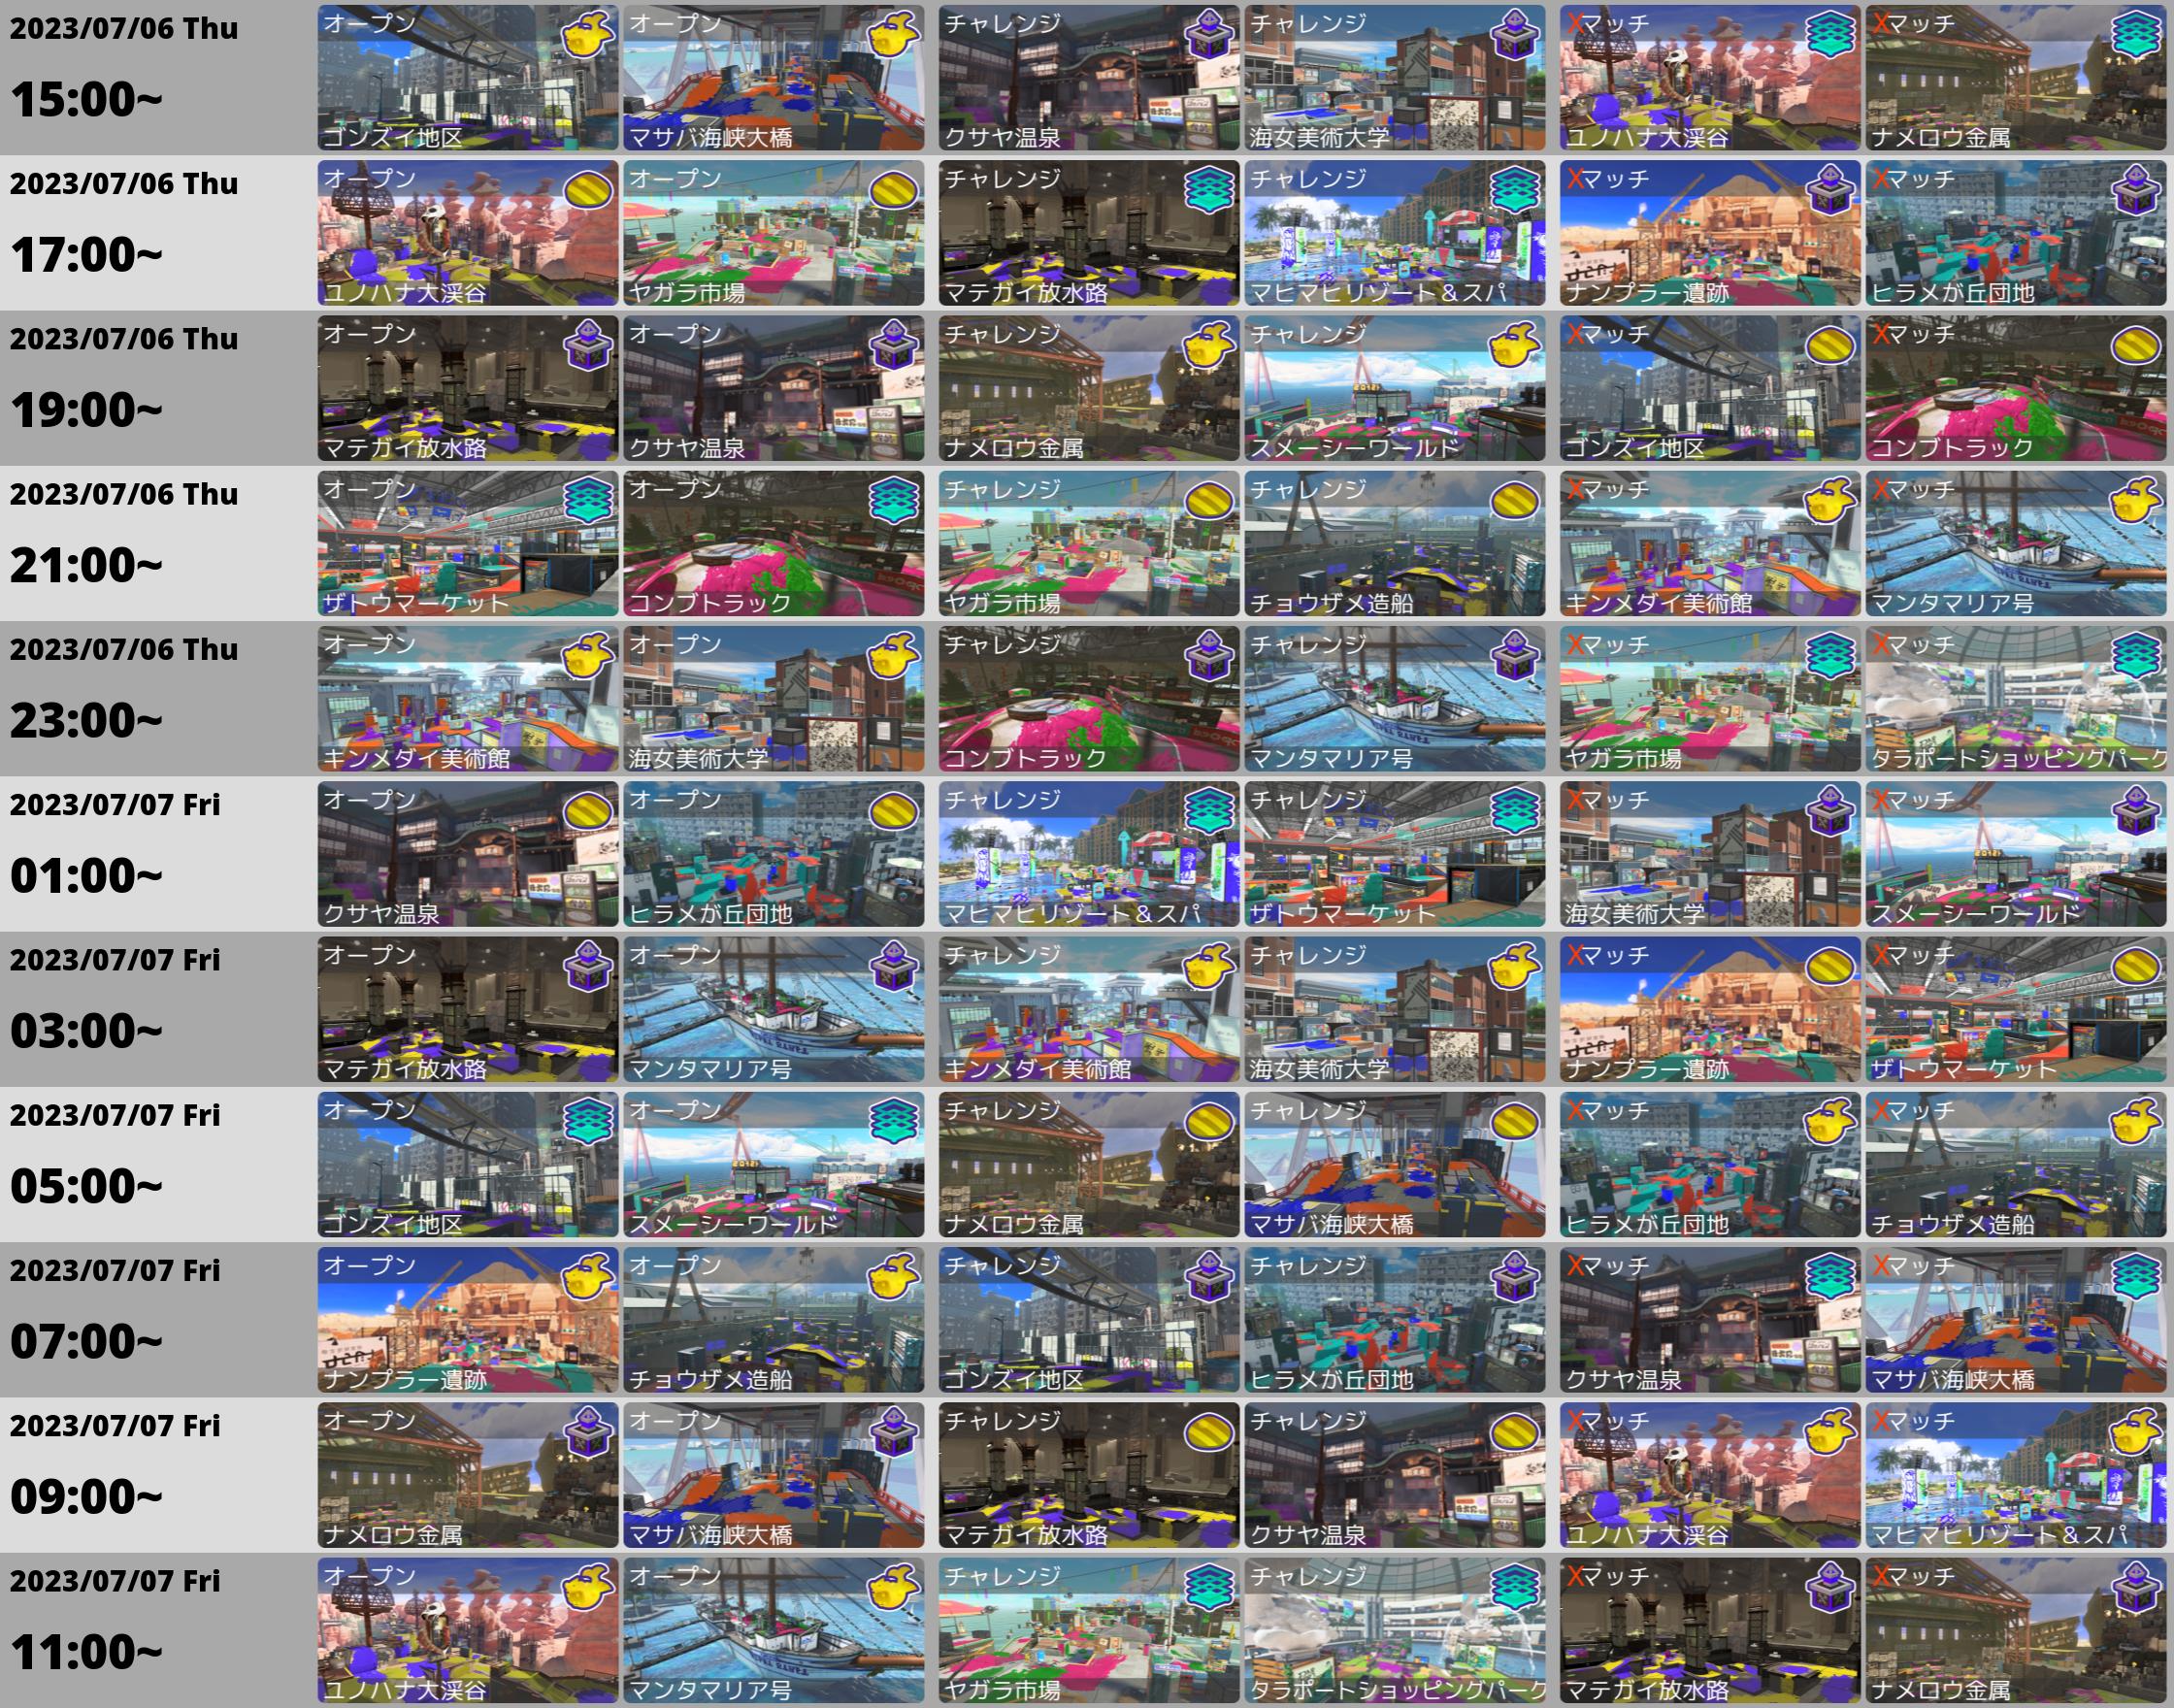 2023/07/06 Thu
15:00~
オープン
ゴンズイ地区
オープン
マサバ海峡大橋
チャレンジ
クサヤ温泉
チャレンジ
海女美術大学
Xマッチ
ユノハナ大渓谷
Xマッチ
ナメロウ金属
2023/07/06 Thu
17:00~
オープン
ユノハナ大渓谷
オープン
ヤガラ市場
チャレンジ
マテガイ放水路
チャレンジ
マヒマヒリゾート＆スパ
Xマッチ
ナンプラー遺跡
Xマッチ
ヒラメが丘団地
2023/07/06 Thu
19:00~
オープン
マテガイ放水路
オープン
クサヤ温泉
チャレンジ
ナメロウ金属
チャレンジ
スメーシーワールド
Xマッチ
ゴンズイ地区
Xマッチ
コンブトラック
2023/07/06 Thu
21:00~
オープン
ザトウマーケット
オープン
コンブトラック
チャレンジ
ヤガラ市場
チャレンジ
チョウザメ造船
Xマッチ
キンメダイ美術館
Xマッチ
マンタマリア号
2023/07/06 Thu
23:00~
オープン
キンメダイ美術館
オープン
海女美術大学
チャレンジ
コンブトラック
チャレンジ
マンタマリア号
Xマッチ
ヤガラ市場
Xマッチ
タラポートショッピングパーク
2023/07/07 Fri
01:00~
オープン
クサヤ温泉
オープン
ヒラメが丘団地
チャレンジ
マヒマヒリゾート＆スパ
チャレンジ
ザトウマーケット
Xマッチ
海女美術大学
Xマッチ
スメーシーワールド
2023/07/07 Fri
03:00~
オープン
マテガイ放水路
オープン
マンタマリア号
チャレンジ
キンメダイ美術館
チャレンジ
海女美術大学
Xマッチ
ナンプラー遺跡
Xマッチ
ザトウマーケット
2023/07/07 Fri
05:00~
オープン
ゴンズイ地区
オープン
スメーシーワールド
チャレンジ
ナメロウ金属
チャレンジ
マサバ海峡大橋
Xマッチ
ヒラメが丘団地
Xマッチ
チョウザメ造船
2023/07/07 Fri
07:00~
オープン
ナンプラー遺跡
オープン
チョウザメ造船
チャレンジ
ゴンズイ地区
チャレンジ
ヒラメが丘団地
Xマッチ
クサヤ温泉
Xマッチ
マサバ海峡大橋
2023/07/07 Fri
09:00~
オープン
ナメロウ金属
オープン
マサバ海峡大橋
チャレンジ
マテガイ放水路
チャレンジ
クサヤ温泉
Xマッチ
ユノハナ大渓谷
Xマッチ
マヒマヒリゾート＆スパ
2023/07/07 Fri
11:00~
オープン
ユノハナ大渓谷
オープン
マンタマリア号
チャレンジ
ヤガラ市場
チャレンジ
タラポートショッピングパーク
Xマッチ
マテガイ放水路
Xマッチ
ナメロウ金属